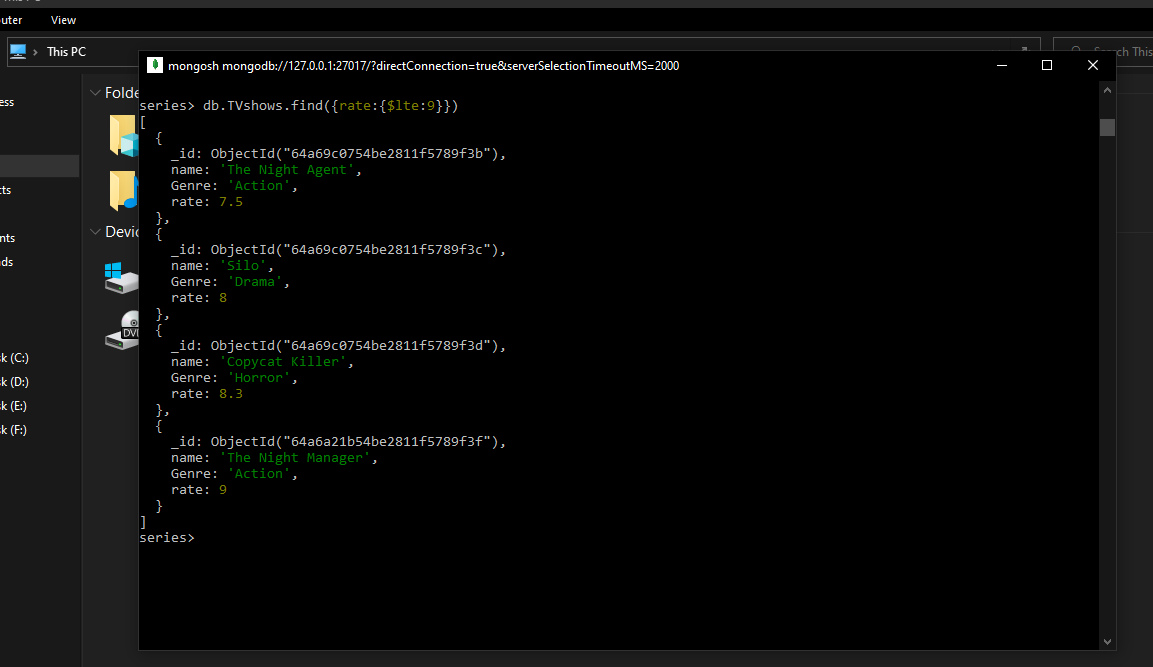 View
This PC
Search This
mongosh mongodb://127.0.0.1:27017/?directConnection=true&serverSelectionTimeoutMS=2000
series> db.TVshows.find({rate:{$lte:9}})
[
  {
    _id: ObjectId("64a69c0754be2811f5789f3b"),
    name: 'The Night Agent',
    Genre: 'Action',
    rate: 7.5
  },
  {
    _id: ObjectId("64a69c0754be2811f5789f3c"),
    name: 'Silo',
    Genre: 'Drama',
    rate: 8
  },
  {
    _id: ObjectId("64a69c0754be2811f5789f3d"),
    name: 'Copycat Killer',
    Genre: 'Horror',
    rate: 8.3
  },
  {
    _id: ObjectId("64a6a21b54be2811f5789f3f"),
    name: 'The Night Manager',
    Genre: 'Action',
    rate: 9
  }
]
series>
Folde
Devic
DVD
ess
cts
nts
ds
k (C:)
k (D:)
k (E:)
k (F:)